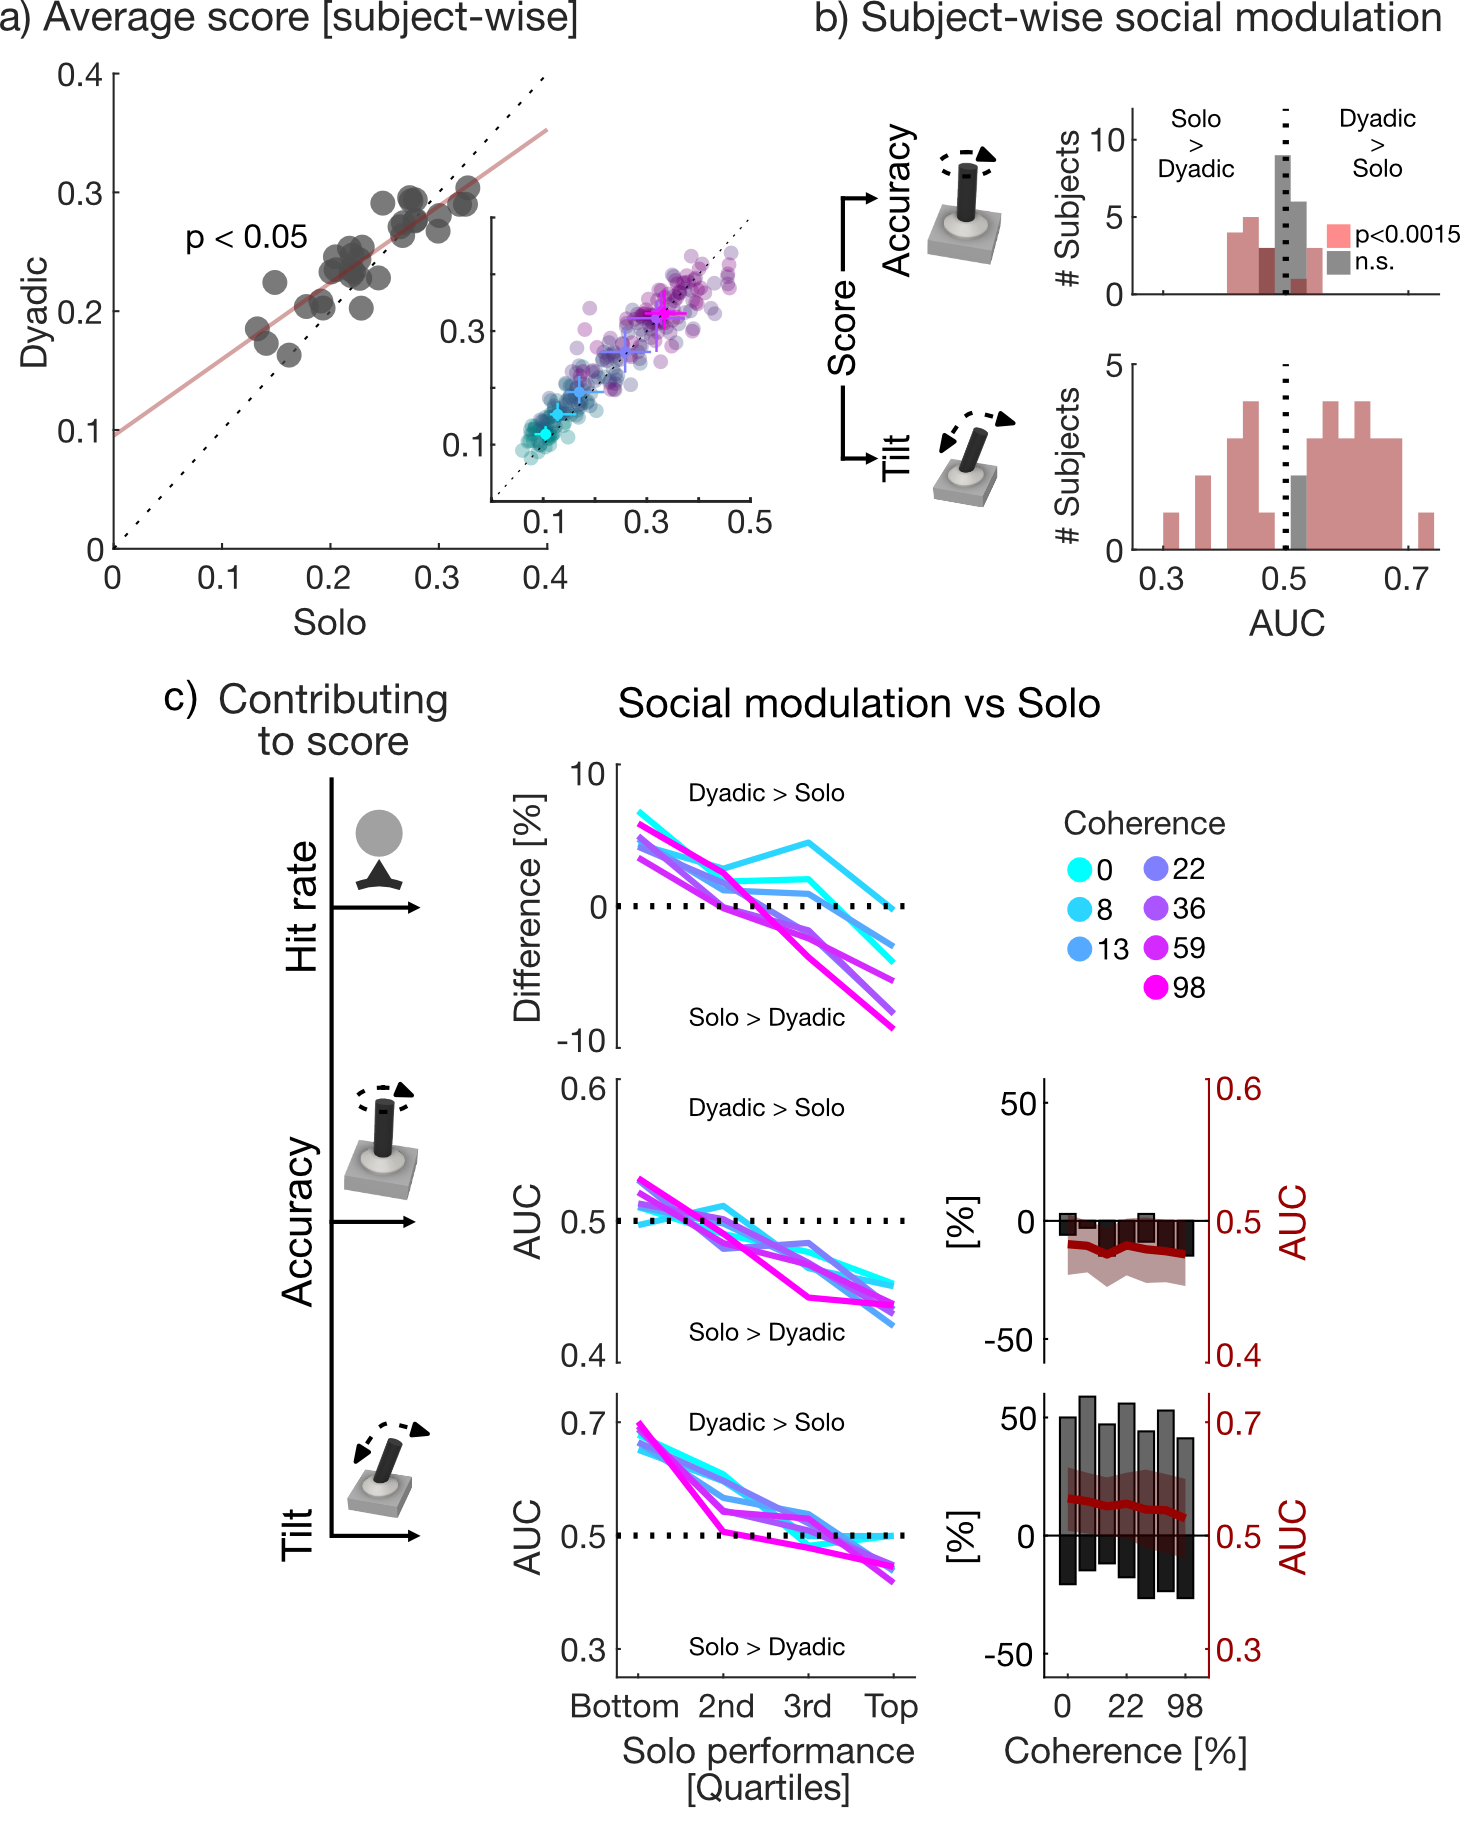 a) Average score [subject-wise]
0.4
0.3
0.2
0.1
0
Dyadic
p < 0.05
0
0.1
0.2
0.3
0.4
Solo
0.3
0.1
0.1
0.3
0.5
b) Subject-wise social modulation
Score
Accuracy
Tilt
# Subjects
10
5
0
Solo
>
Dyadic
Dyadic
>
Solo
p<0.0015
n.s.
# Subjects
5
0
0.3
0.5
0.7
AUC
c) Contributing
to score
Social modulation vs Solo
Hit rate
Difference [%]
10
0
-10
Dyadic > Solo
Solo > Dyadic
Coherence
0
8
13
22
36
59
98
Accuracy
AUC
0.6
0.5
0.4
Dyadic > Solo
Solo > Dyadic
[%]
50
0
-50
0.6
0.5
0.4
AUC
Tilt
AUC
0.7
0.5
0.3
Dyadic > Solo
Solo > Dyadic
Bottom
2nd
3rd
Top
Solo performance
[Quartiles]
[%]
50
0
-50
0.7
0.5
0.3
AUC
0
22
98
Coherence [%]